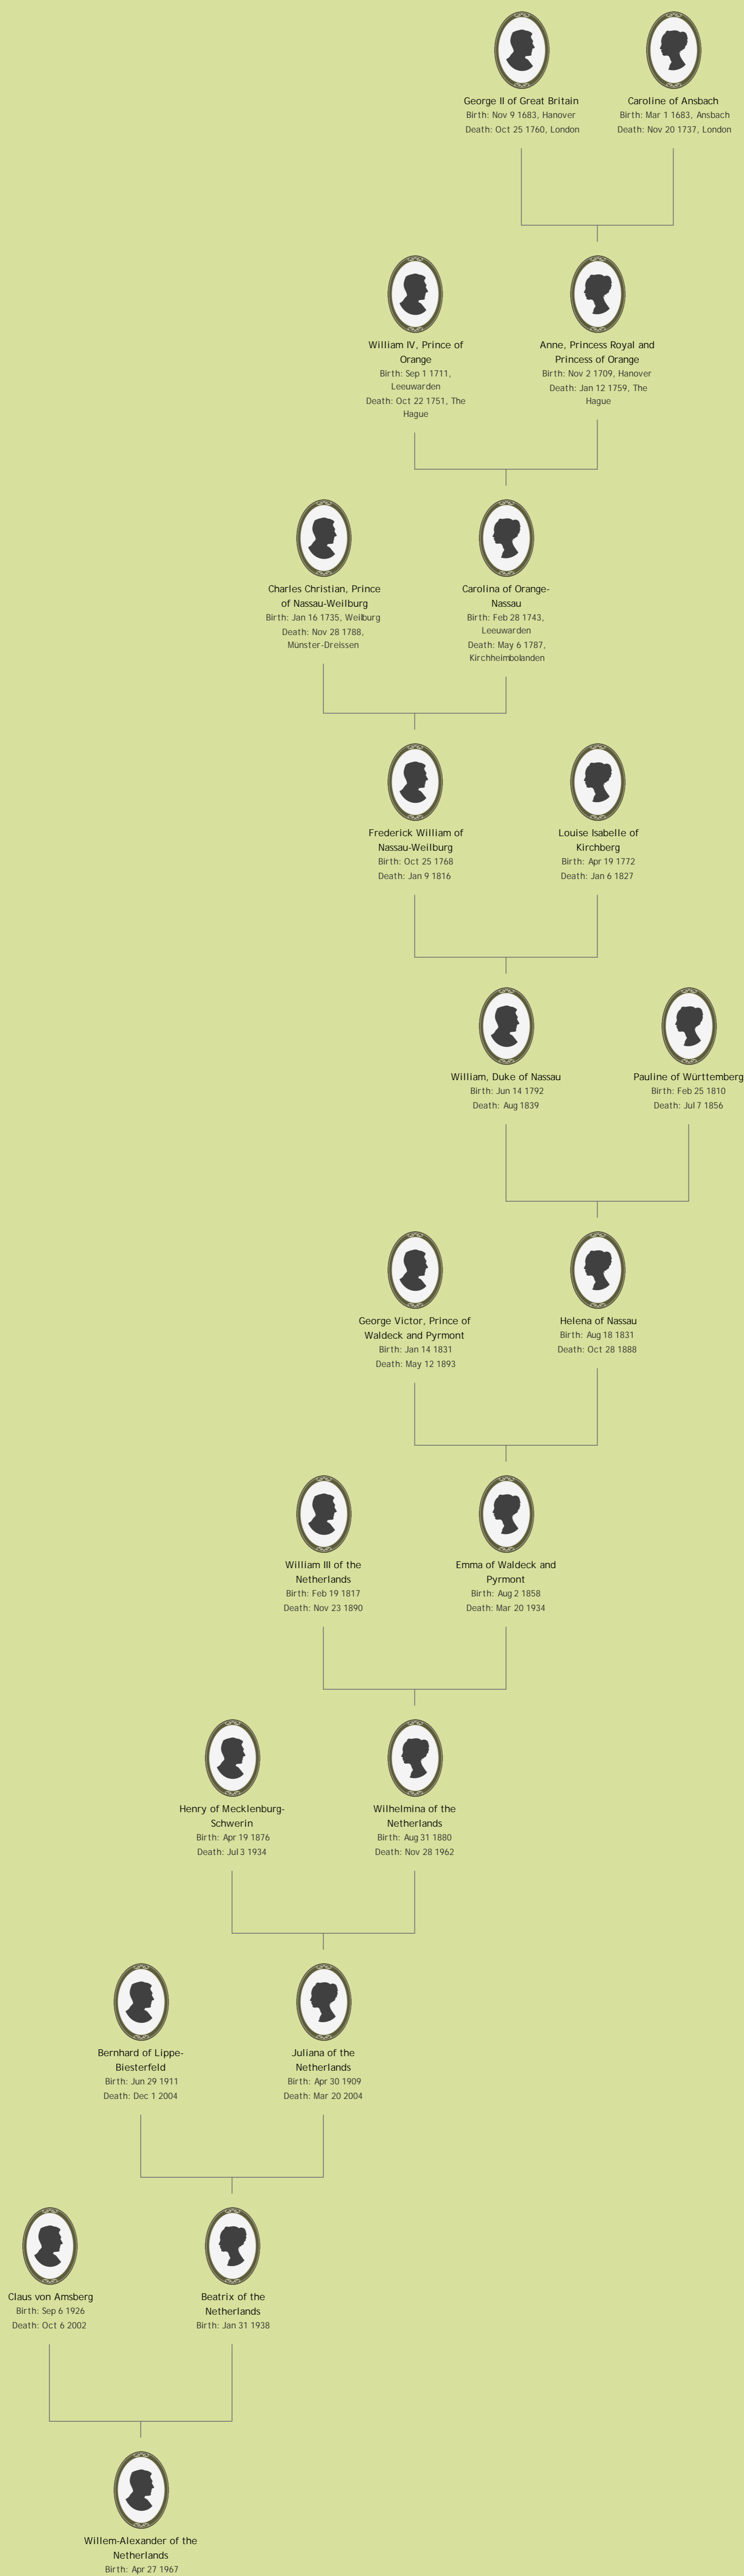 George II of Great Britain
Birth: Nov 9 1683, Hanover
Death: Oct 25 1760, London
Caroline of Ansbach
Birth: Mar 1 1683, Ansbach
Death: Nov 20 1737, London
William IV, Prince of
Orange
Birth: Sep 1 1711,
Leeuwarden
Death: Oct 22 1751, The
Hague
Anne, Princess Royal and
Princess of Orange
Birth: Nov 2 1709, Hanover
Death: Jan 12 1759, The
Hague
Charles Christian, Prince
of Nassau-Weilburg
Birth: Jan 16 1735, Weilburg
Death: Nov 28 1788,
Münster-Dreissen
Carolina of Orange-
Nassau
Birth: Feb 28 1743,
Leeuwarden
Death: May 6 1787,
Kirchheimbolanden
Frederick William of
Nassau-Weilburg
Birth: Oct 25 1768
Death: Jan 9 1816
Louise Isabelle of
Kirchberg
Birth: Apr 19 1772
Death: Jan 6 1827
William, Duke of Nassau
Birth: Jun 14 1792
Death: Aug 1839
Pauline of Württemberg
Birth: Feb 25 1810
Death: Jul 7 1856
George Victor, Prince of
Waldeck and Pyrmont
Birth: Jan 14 1831
Death: May 12 1893
Helena of Nassau
Birth: Aug 18 1831
Death: Oct 28 1888
William III of the
Netherlands
Birth: Feb 19 1817
Death: Nov 23 1890
Emma of Waldeck and
Pyrmont
Birth: Aug 2 1858
Death: Mar 20 1934
Henry of Mecklenburg-
Schwerin
Birth: Apr 19 1876
Death: Jul 3 1934
Wilhelmina of the
Netherlands
Birth: Aug 31 1880
Death: Nov 28 1962
Bernhard of Lippe-
Biesterfeld
Birth: Jun 29 1911
Death: Dec 1 2004
Juliana of the
Netherlands
Birth: Apr 30 1909
Death: Mar 20 2004
Claus von Amsberg
Birth: Sep 6 1926
Death: Oct 6 2002
Beatrix of the
Netherlands
Birth: Jan 31 1938
Willem-Alexander of the
Netherlands
Birth: Apr 27 1967